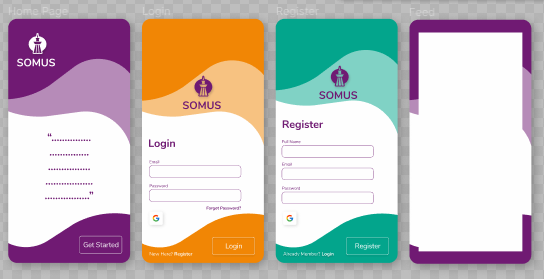 Home Page
SOMUS
“...............
...............
................
.................
................”
Get Started
Login
SOMUS
Login
Email
Password
Forget Password?
Login
New Here? Register
Register
SOMUS
Register
Full Name
Email
Password
Register
Already Member? Login
Feed